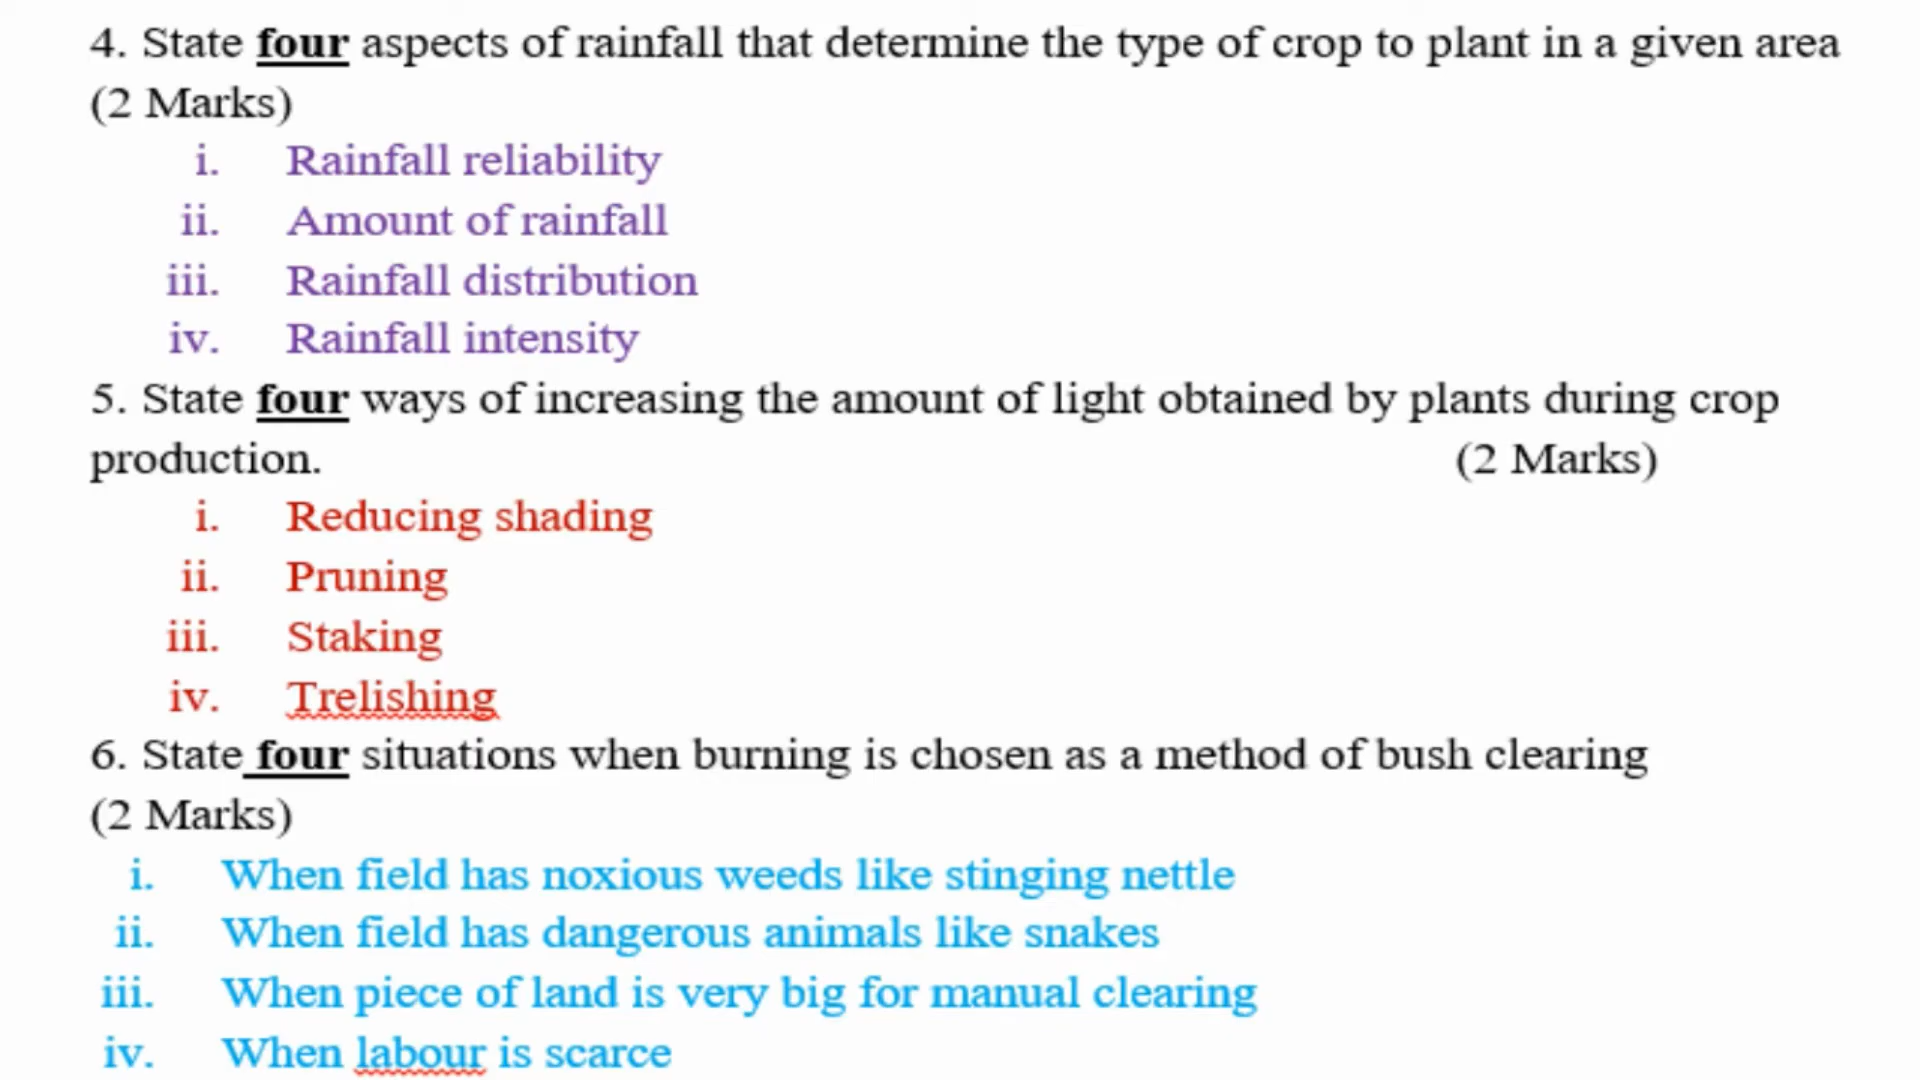 4. State four aspects of rainfall that determine the type of crop to plant in a given area
(2 Marks)
i. Rainfall reliability
ii. Amount of rainfall
iii. Rainfall distribution
iv. Rainfall intensity
5. State four ways of increasing the amount of light obtained by plants during crop
production. (2 Marks)
i. Reducing shading
ii. Pruning
iii. Staking
iv. Trelishing
6. State four situations when burning is chosen as a method of bush clearing
(2 Marks)
i. When field has noxious weeds like stinging nettle
ii. When field has dangerous animals like snakes
iii. When piece of land is very big for manual clearing
iv. When labour is scarce